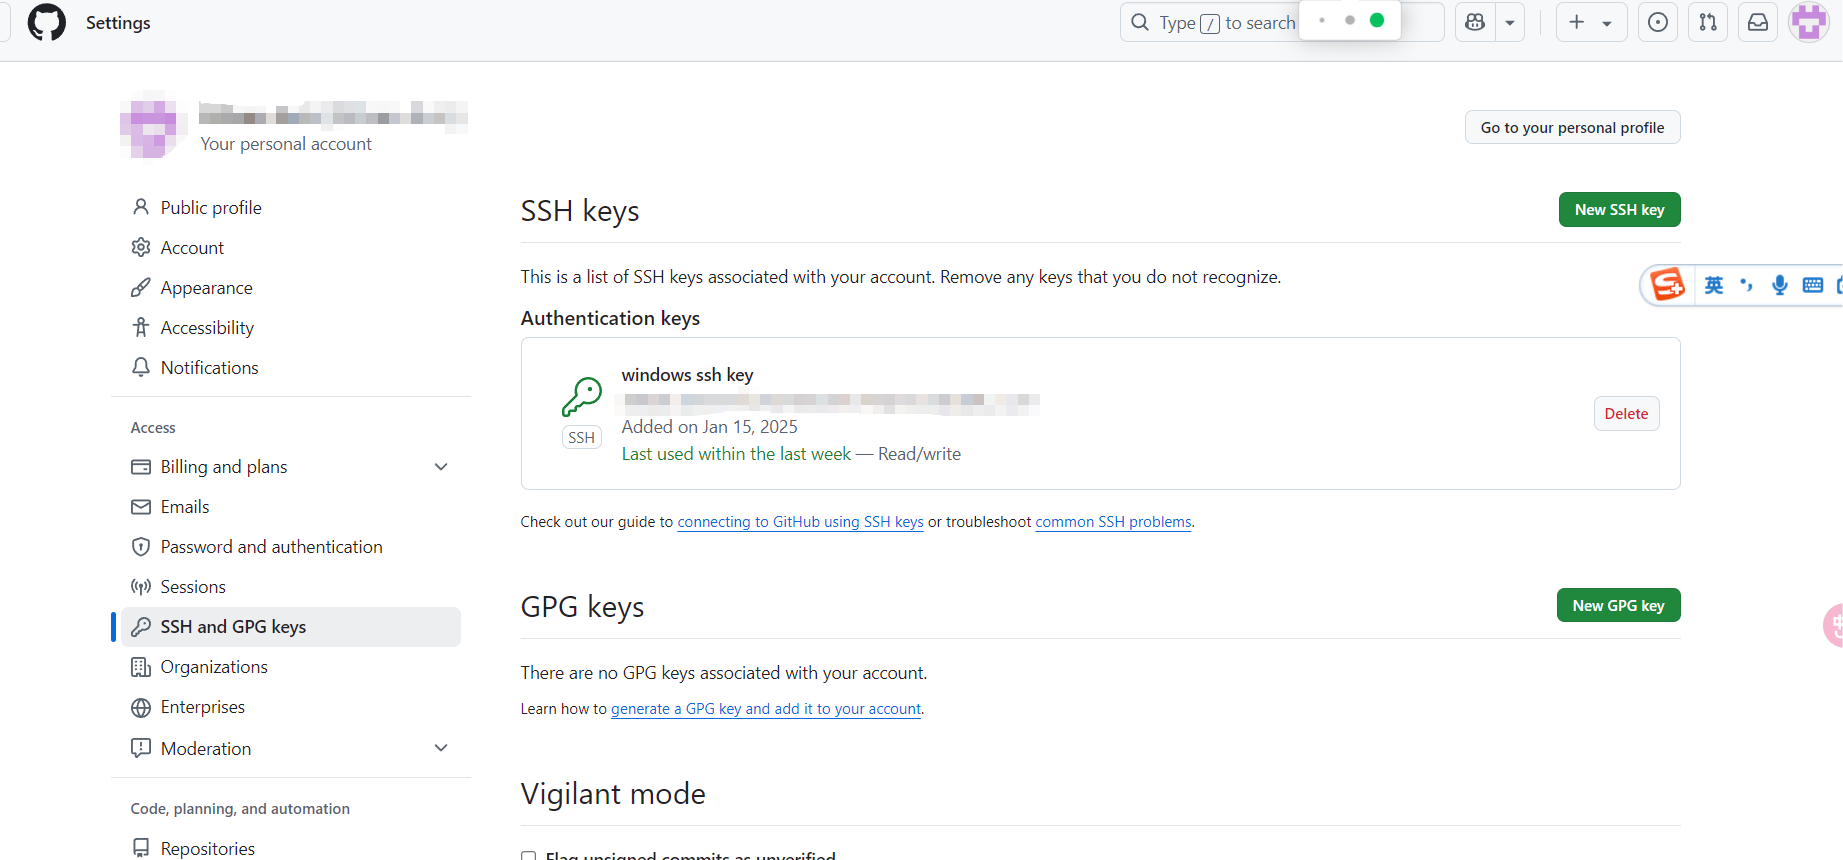 Settings
Type / to search
Your personal account
Go to your personal profile
Public profile
Account
Appearance
Accessibility
Notifications
Access
Billing and plans
Emails
Password and authentication
Sessions
SSH and GPG keys
Organizations
Enterprises
Moderation
Code, planning, and automation
Repositories
SSH keys
New SSH key
This is a list of SSH keys associated with your account. Remove any keys that you do not recognize.
Authentication keys
windows ssh key
SSH
Added on Jan 15, 2025
Last used within the last week — Read/write
Delete
Check out our guide to connecting to GitHub using SSH keys or troubleshoot common SSH problems.
GPG keys
New GPG key
There are no GPG keys associated with your account.
Learn how to generate a GPG key and add it to your account.
Vigilant mode
Flag unsigned commits as unverified
英